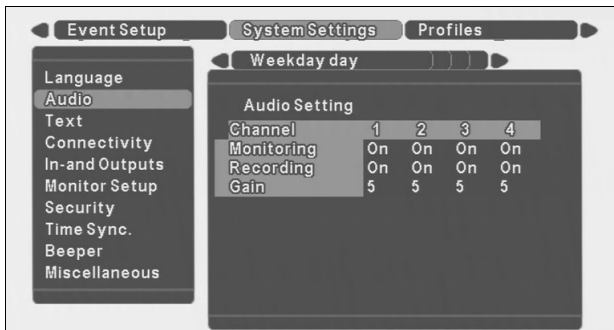 Event Setup System Settings Profiles
Weekday day
Language
Audio
Text
Connectivity
In-and Outputs
Monitor Setup
Security
Time Sync.
Beeper
Miscellaneous
Audio Setting
Channel 1 2 3 4
Monitoring On On On On
Recording On On On On
Gain 5 5 5 5